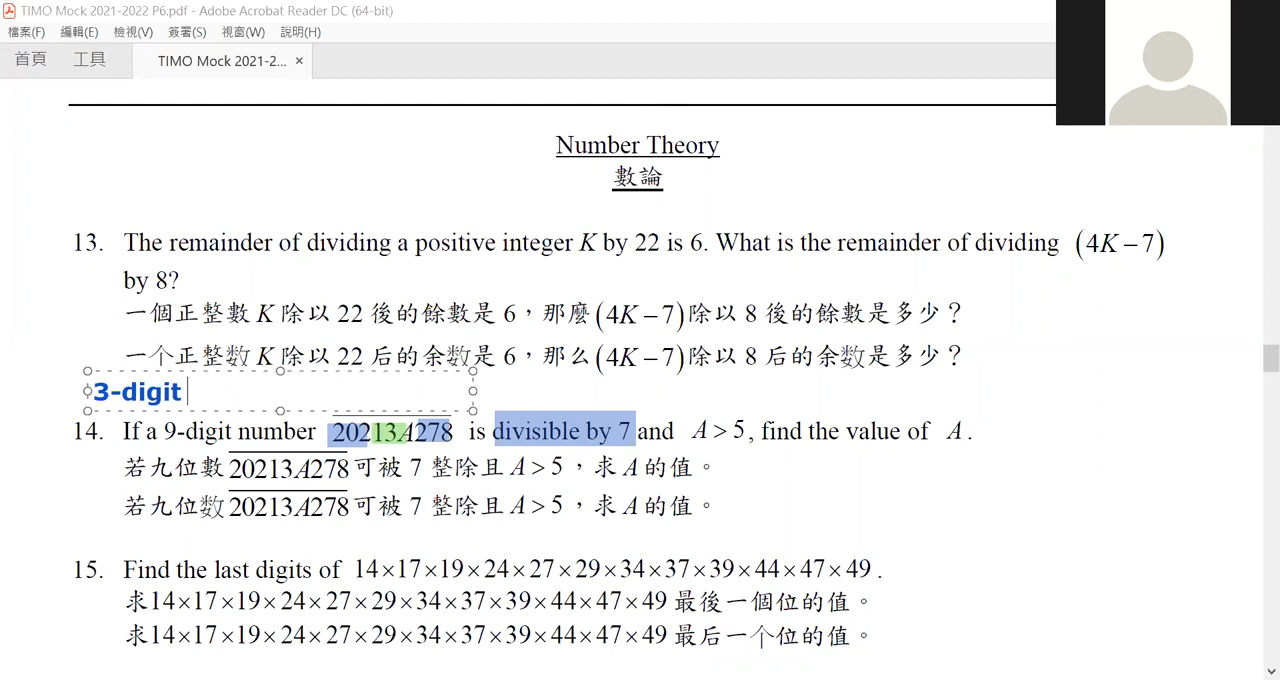 TIMO Mock 2021-2022 P6.pdf - Adobe Acrobat Reader DC (64-bit)
檔案(F) 編輯(E) 檢視(V) 簽署(S) 視窗(W) 說明(H)
首頁 工具 TIMO Mock 2021-2... ×
Number Theory
數論
13. The remainder of dividing a positive integer K by 22 is 6. What is the remainder of dividing (4K−7)
by 8?
一個正整數 K 除以 22 後的餘數是 6，那麼(4K−7)除以 8 後的餘數是多少？
一个正整数 K 除以 22 后的余数是 6，那么(4K−7)除以 8 后的余数是多少？
3-digit
14. If a 9-digit number 20213A278 is divisible by 7 and A > 5, find the value of A.
若九位數 20213A278 可被 7 整除且 A > 5，求 A 的值。
若九位数 20213A278 可被 7 整除且 A > 5，求 A 的值。
15. Find the last digits of 14×17×19×24×27×29×34×37×39×44×47×49.
求14×17×19×24×27×29×34×37×39×44×47×49 最後一個位的值。
求14×17×19×24×27×29×34×37×39×44×47×49 最后一个位的值。